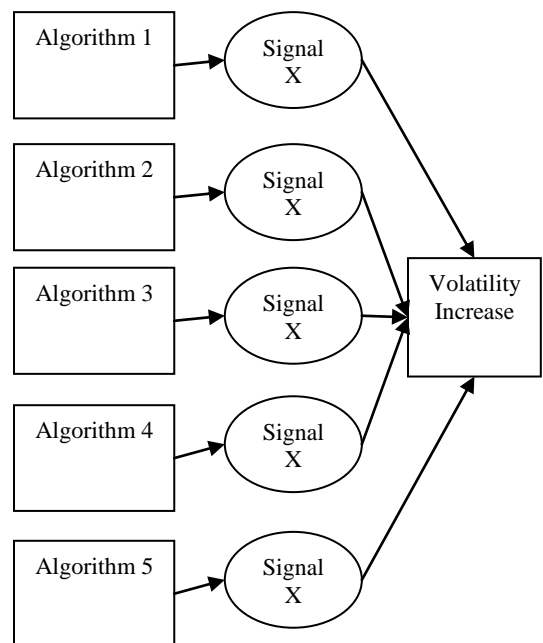 Algorithm 1
Signal
X
Algorithm 2
Signal
X
Algorithm 3
Signal
X
Volatility
Increase
Algorithm 4
Signal
X
Algorithm 5
Signal
X